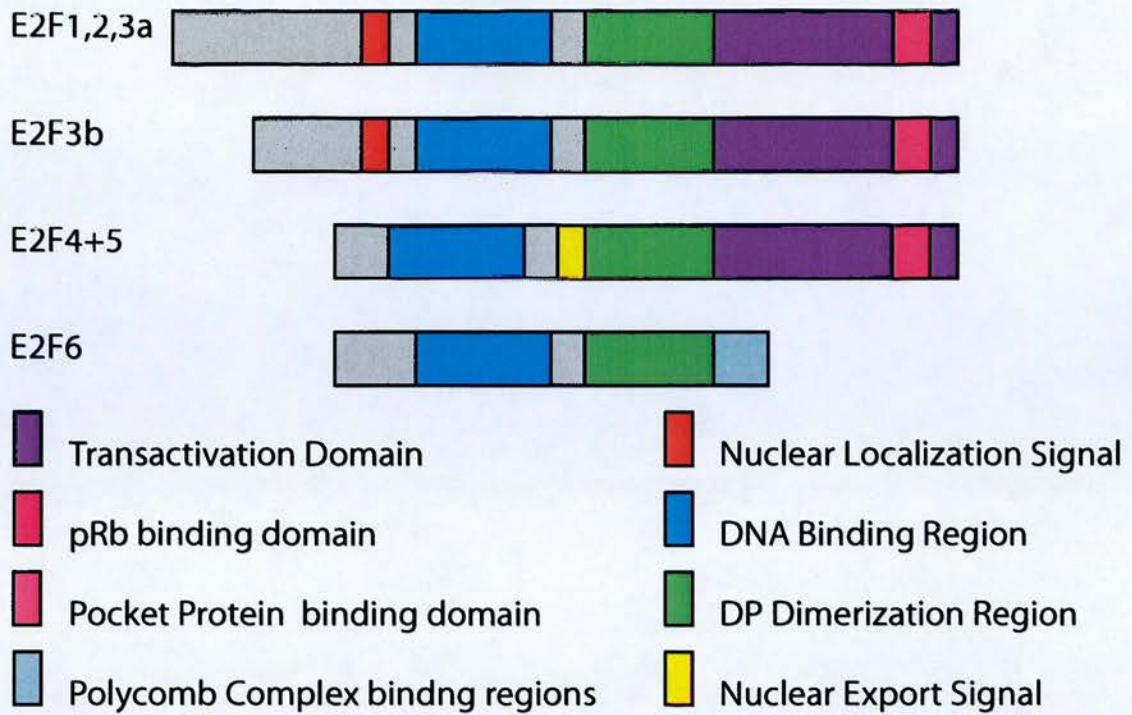 E2F1,2,3a
E2F3b
E2F4+5
E2F6
Transactivation Domain
Nuclear Localization Signal
pRb binding domain
DNA Binding Region
Pocket Protein binding domain
DP Dimerization Region
Polycomb Complex bindng regions
Nuclear Export Signal